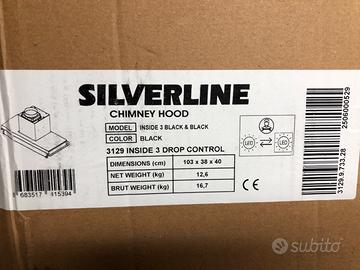 SILVERLINE
CHIMNEY HOOD
MODEL INSIDE 3 BLACK & BLACK
COLOR BLACK
3129 INSIDE 3 DROP CONTROL
DIMENSIONS (cm) 103 x 38 x 40
NET WEIGHT (kg) 12,6
BRUT WEIGHT (kg) 16,7
CE
LED LED
8 683517 415394
2506000529
3129.9.733.28
subito